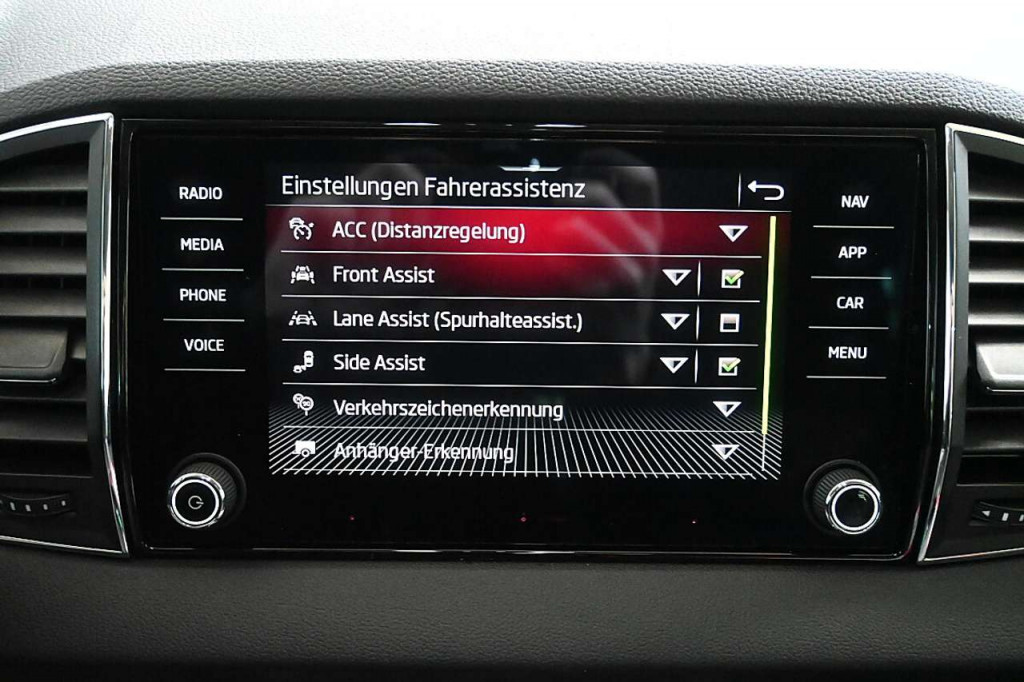 Einstellungen Fahrerassistenz
RADIO
MEDIA
PHONE
VOICE
ACC (Distanzregelung)
Front Assist
Lane Assist (Spurhalteassist.)
Side Assist
Verkehrszeichenerkennung
Anhänger-Erkennung
NAV
APP
CAR
MENU